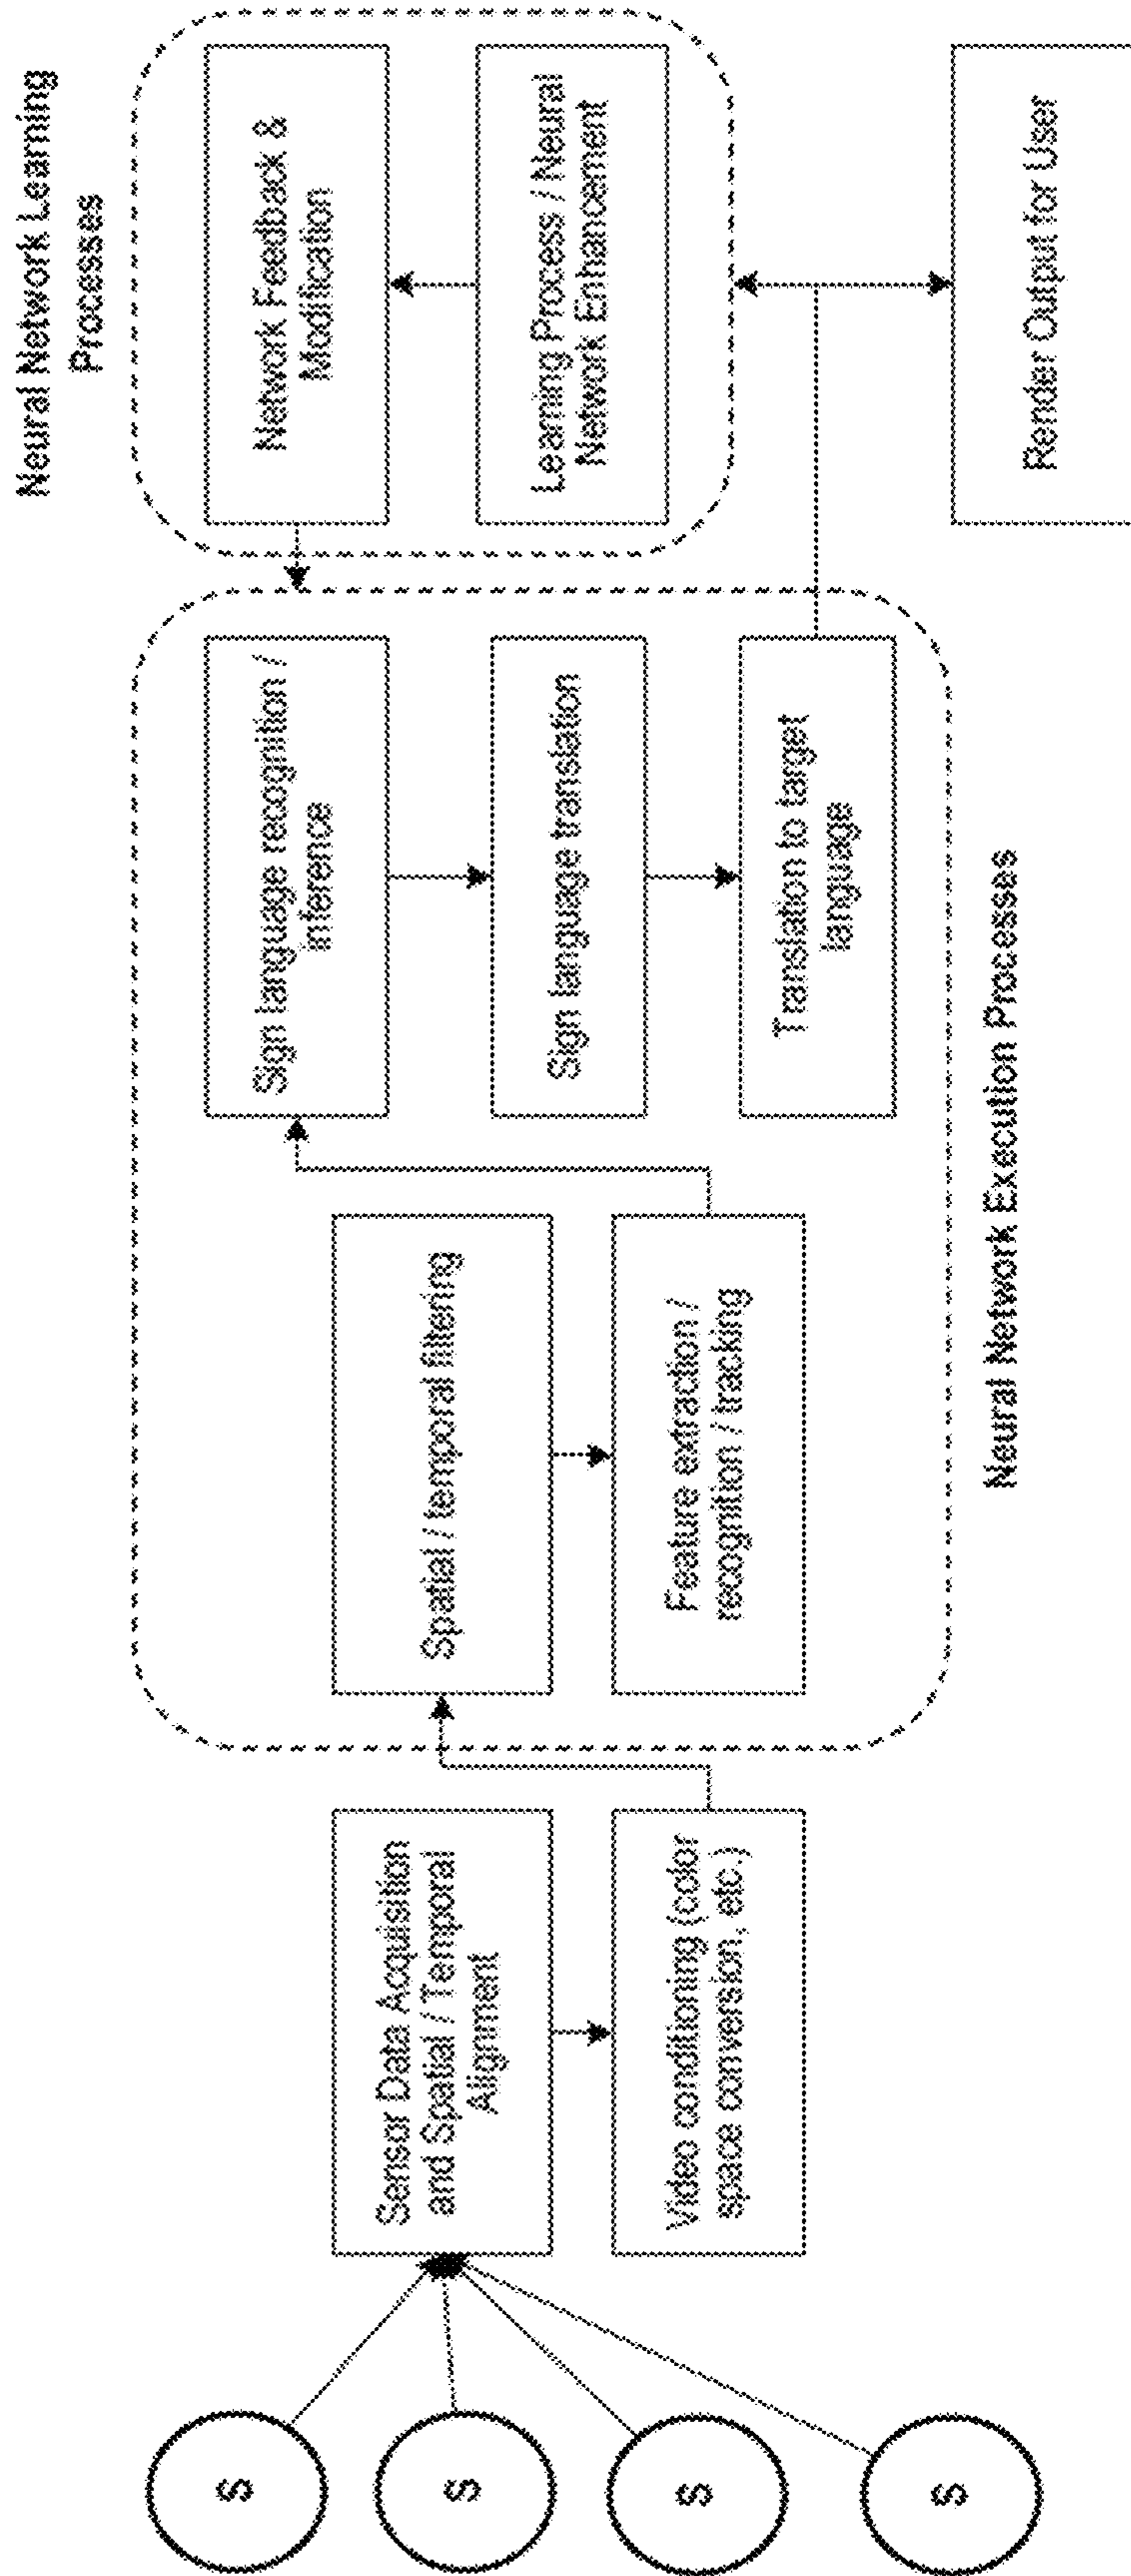 S
S
S
S
Sensor Data Acquisition
and Spatial / Temporal
Alignment
Video conditioning (color
space conversion, etc.)
Spatial / temporal filtering
Feature extraction /
recognition / tracking
Sign language recognition /
inference
Sign language translation
Translation to target
language
Neural Network Execution Processes
Neural Network Learning
Processes
Network Feedback &
Modification
Learning Process / Neural
Network Enhancement
Render Output for User